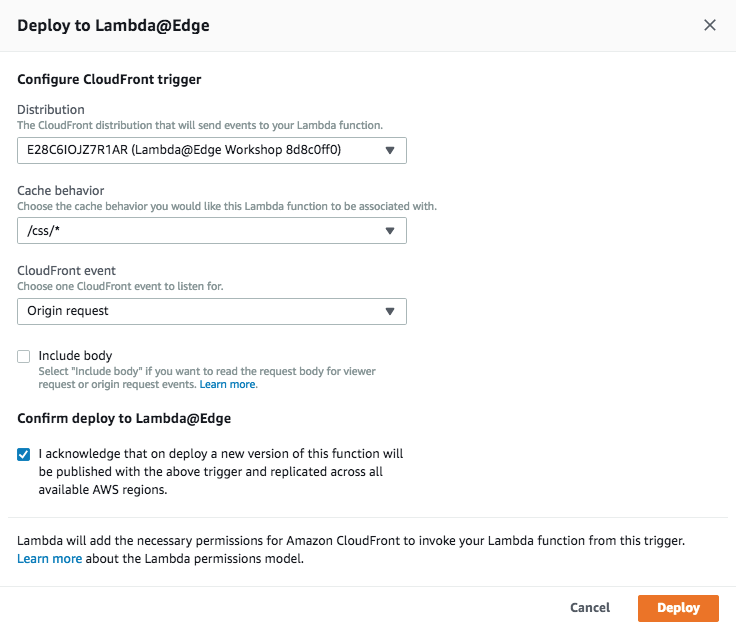 Deploy to Lambda@Edge
Configure CloudFront trigger
Distribution
The CloudFront distribution that will send events to your Lambda function.
E28C6IOJZ7R1AR (Lambda@Edge Workshop 8d8c0ff0)
Cache behavior
Choose the cache behavior you would like this Lambda function to be associated with.
/css/*
CloudFront event
Choose one CloudFront event to listen for.
Origin request
Include body
Select "Include body" if you want to read the request body for viewer
request or origin request events. Learn more.
Confirm deploy to Lambda@Edge
I acknowledge that on deploy a new version of this function will
be published with the above trigger and replicated across all
available AWS regions.
Lambda will add the necessary permissions for Amazon CloudFront to invoke your Lambda function from this trigger.
Learn more about the Lambda permissions model.
Cancel
Deploy